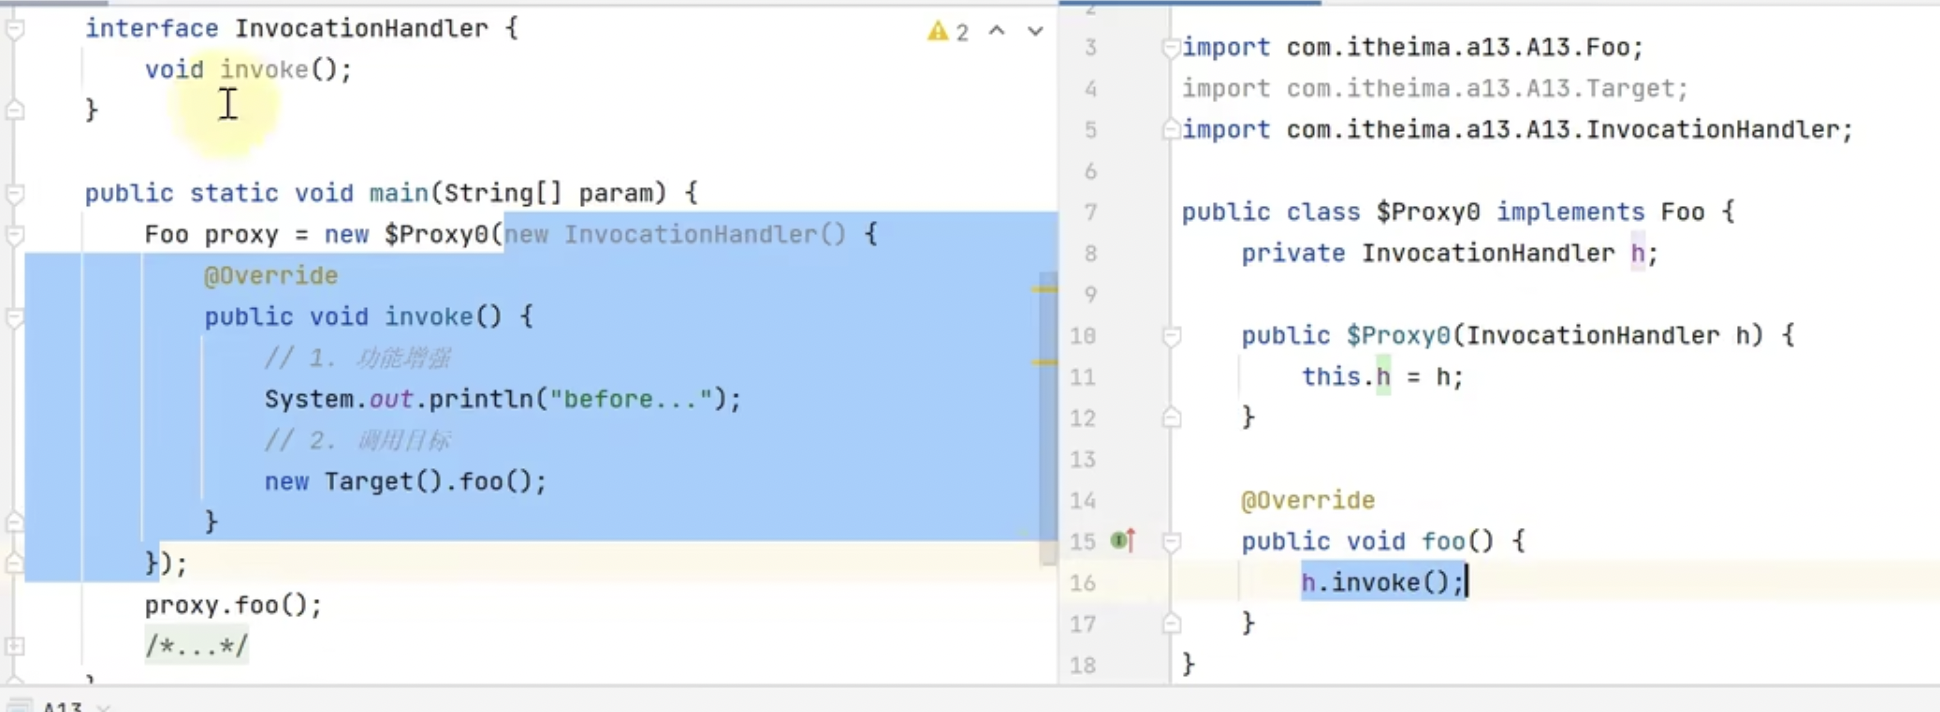 interface InvocationHandler {
void invoke();
}
public static void main(String[] param) {
Foo proxy = new $Proxy0(new InvocationHandler() {
@Override
public void invoke() {
// 1. 功能增强
System.out.println("before...");
// 2. 调用目标
new Target().foo();
}
});
proxy.foo();
/*...*/
}
A13
2
2
3 import com.itheima.a13.A13.Foo;
4 import com.itheima.a13.A13.Target;
5 import com.itheima.a13.A13.InvocationHandler;
6
7 public class $Proxy0 implements Foo {
8 private InvocationHandler h;
9
10 public $Proxy0(InvocationHandler h) {
11 this.h = h;
12 }
13
14 @Override
15 public void foo() {
16 h.invoke();
17 }
18 }